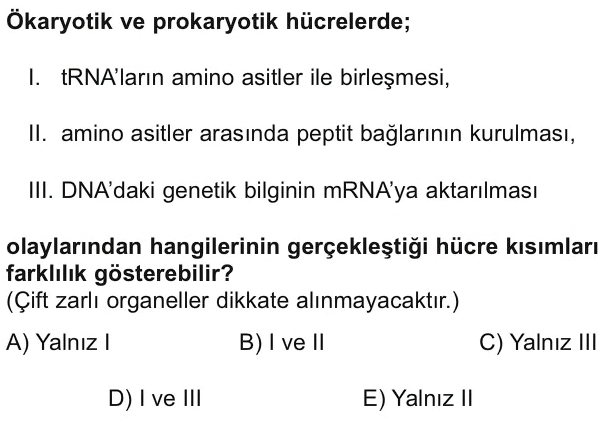 Ökaryotik ve prokaryotik hücrelerde;
I. tRNA'ların amino asitler ile birleşmesi,
II. amino asitler arasında peptit bağlarının kurulması,
III. DNA'daki genetik bilginin mRNA'ya aktarılması
olaylarından hangilerinin gerçekleştiği hücre kısımları
farklılık gösterebilir?
(Çift zarlı organeller dikkate alınmayacaktır.)
A) Yalnız I B) I ve II C) Yalnız III
D) I ve III E) Yalnız II